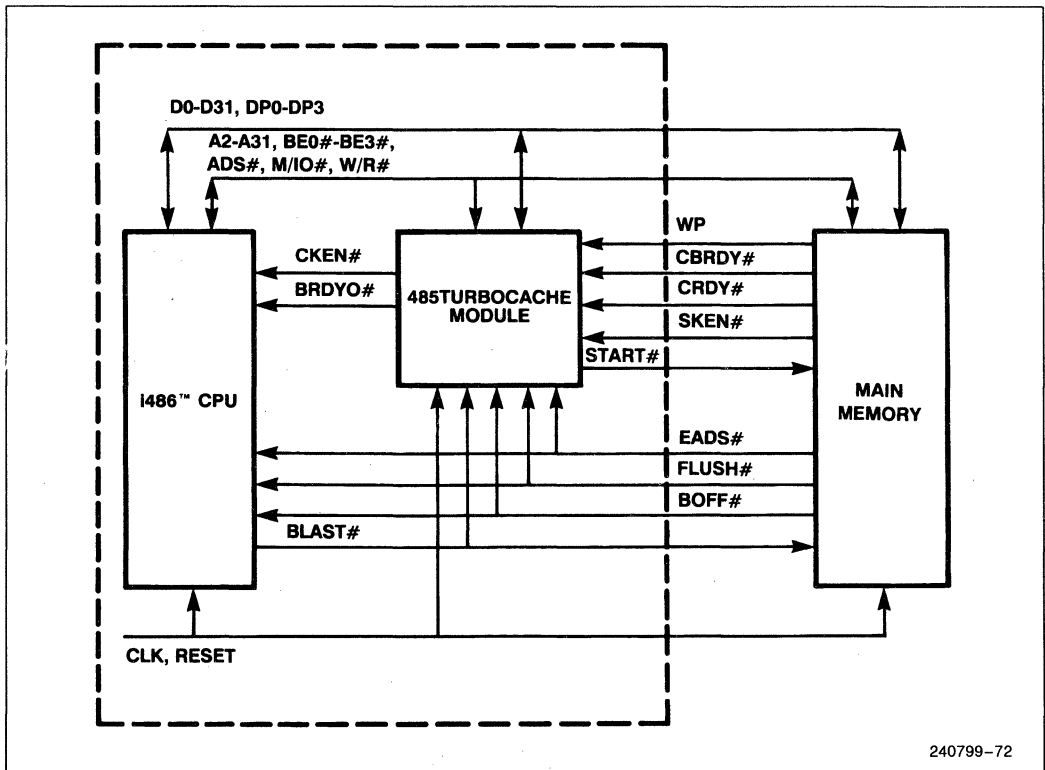 D0-D31, DP0-DP3
A2-A31, BE0#-BE3#,
ADS#, M/IO#, W/R#
WP
CKEN#
CBRDY#
BRDYO#
485TURBOCACHE
MODULE
CRDY#
SKEN#
START#
i486™ CPU
MAIN
MEMORY
EADS#
FLUSH#
BOFF#
BLAST#
CLK, RESET
240799-72